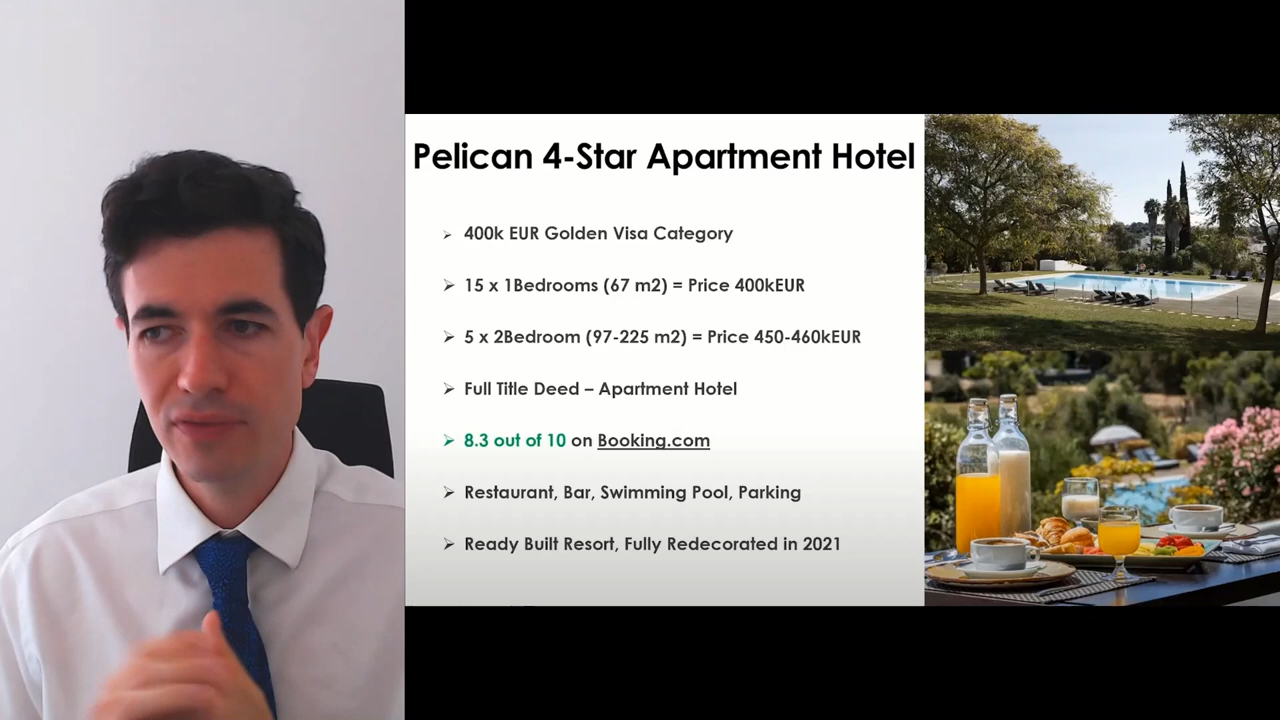 Pelican 4-Star Apartment Hotel
➢ 400k EUR Golden Visa Category
➢ 15 x 1Bedrooms (67 m2) = Price 400kEUR
➢ 5 x 2Bedroom (97-225 m2) = Price 450-460kEUR
➢ Full Title Deed – Apartment Hotel
➢ 8.3 out of 10 on Booking.com
➢ Restaurant, Bar, Swimming Pool, Parking
➢ Ready Built Resort, Fully Redecorated in 2021